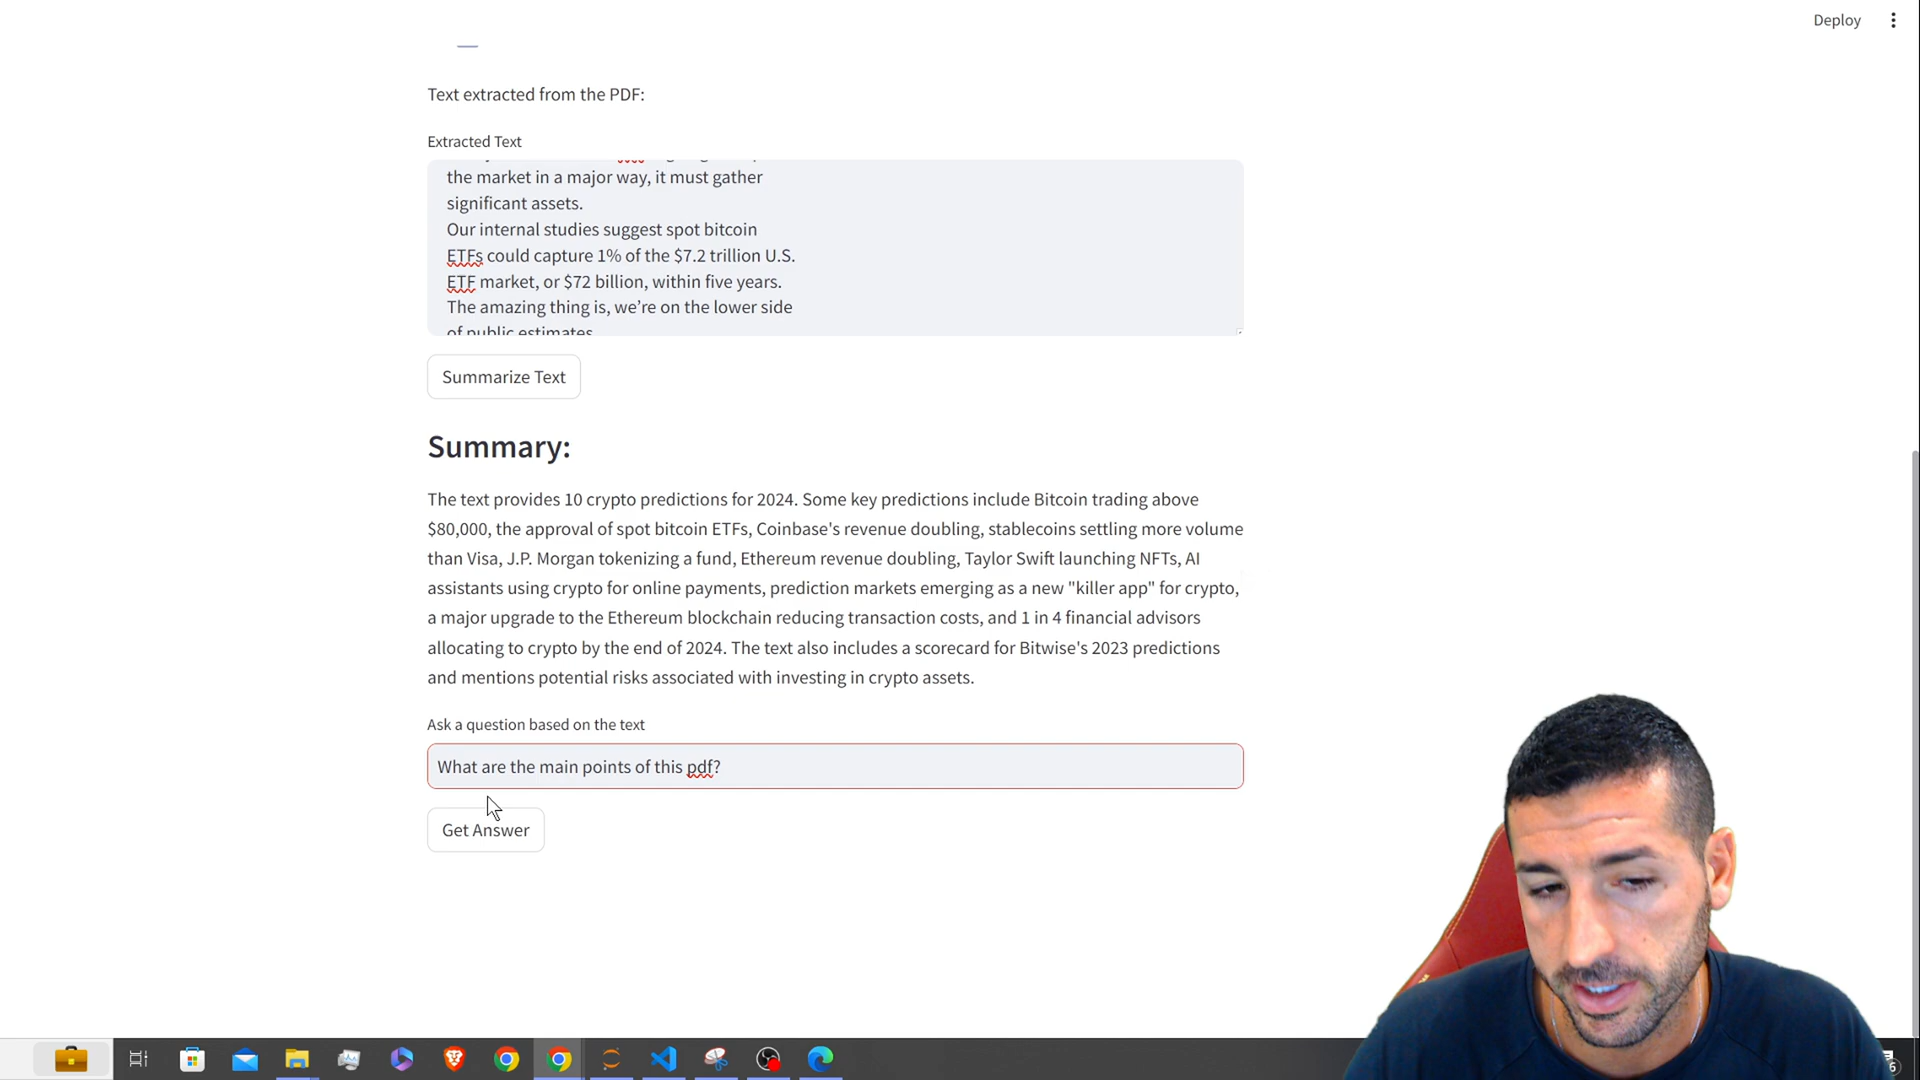 Deploy
Text extracted from the PDF:
Extracted Text
the market in a major way, it must gather
significant assets.
Our internal studies suggest spot bitcoin
ETFs could capture 1% of the $7.2 trillion U.S.
ETF market, or $72 billion, within five years.
The amazing thing is, we’re on the lower side
of public estimates
Summarize Text
Summary:
The text provides 10 crypto predictions for 2024. Some key predictions include Bitcoin trading above
$80,000, the approval of spot bitcoin ETFs, Coinbase's revenue doubling, stablecoins settling more volume
than Visa, J.P. Morgan tokenizing a fund, Ethereum revenue doubling, Taylor Swift launching NFTs, AI
assistants using crypto for online payments, prediction markets emerging as a new "killer app" for crypto,
a major upgrade to the Ethereum blockchain reducing transaction costs, and 1 in 4 financial advisors
allocating to crypto by the end of 2024. The text also includes a scorecard for Bitwise's 2023 predictions
and mentions potential risks associated with investing in crypto assets.
Ask a question based on the text
What are the main points of this pdf?
Get Answer